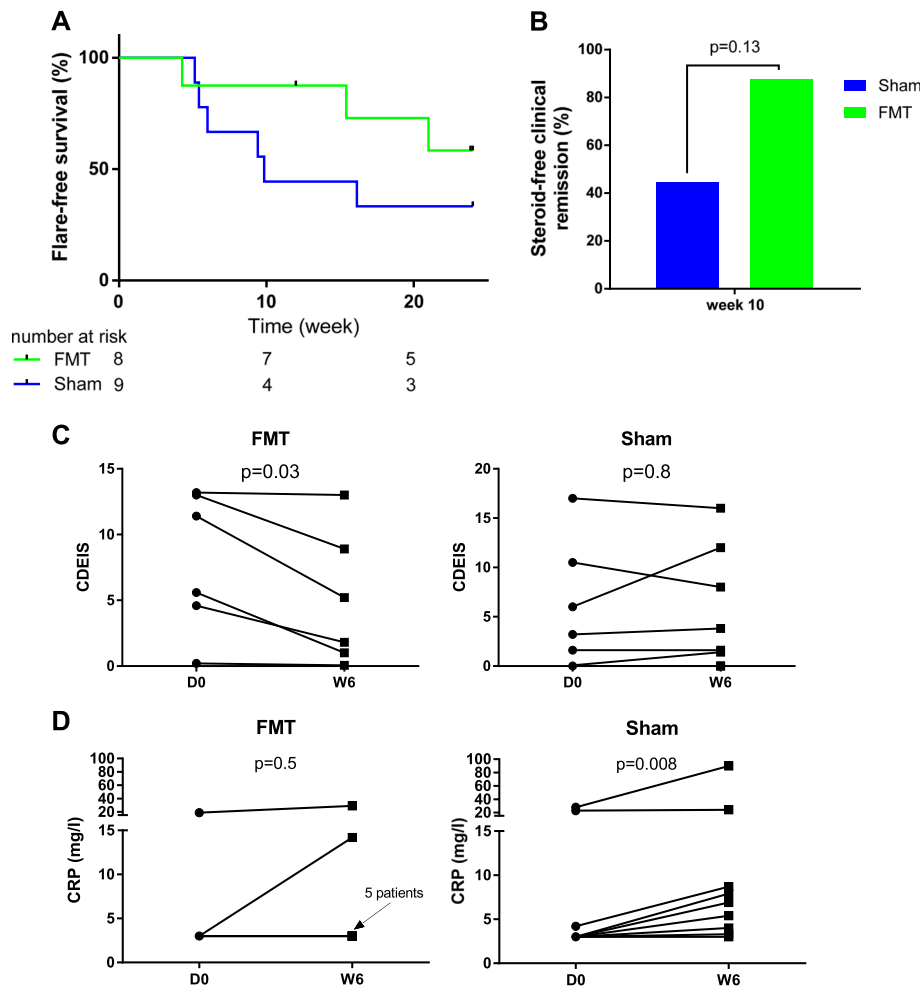 A
Flare-free survival (%)
100
50
0
0 10 20
Time (week)
number at risk
FMT 8 7 5
Sham 9 4 3
B
Steroid-free clinical
remission (%)
100
80
60
40
20
0
p=0.13
week 10
Sham
FMT
C
FMT
p=0.03
CDEIS
15
10
5
0
D0 W6
Sham
p=0.8
CDEIS
20
15
10
5
0
D0 W6
D
FMT
p=0.5
CRP (mg/l)
100
80
60
40
20
15
10
5
0
5 patients
D0 W6
Sham
p=0.008
CRP (mg/l)
100
80
60
40
20
15
10
5
0
D0 W6